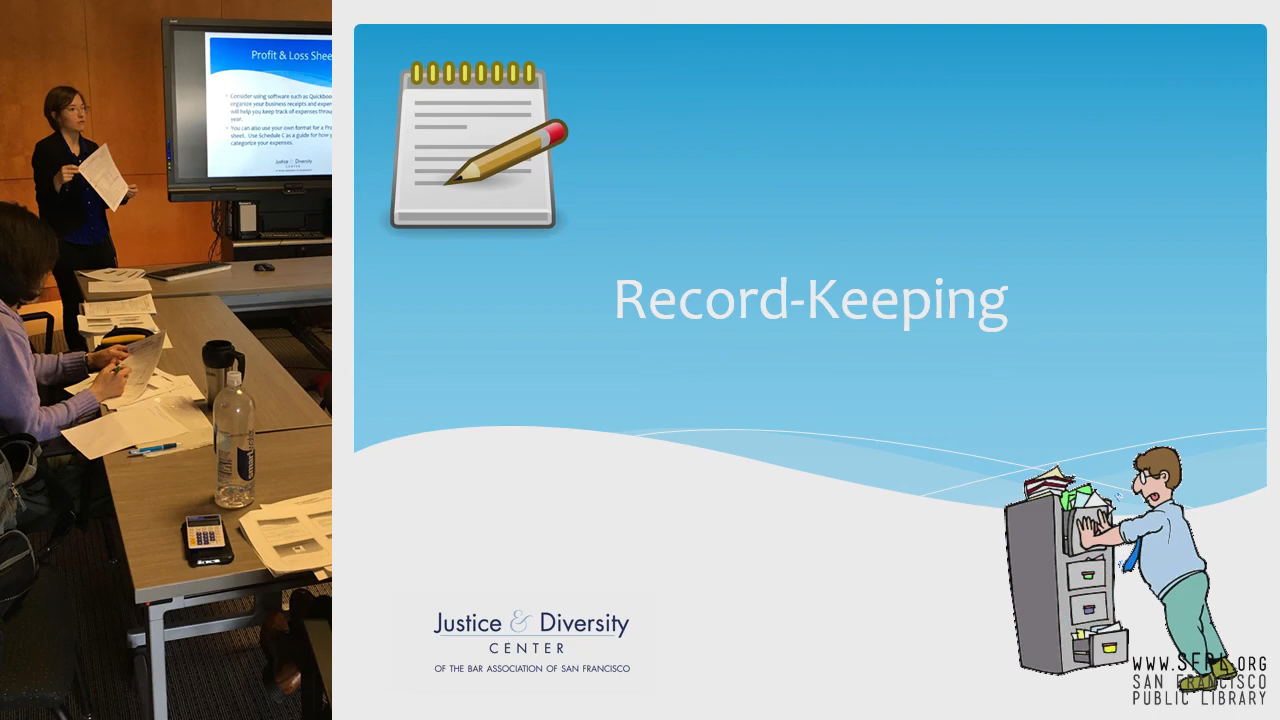 Profit & Loss Shee
Consider using software such as Quickboo
organize your business receipts and expen
will help you keep track of expenses throu
year.
You can also use your own format for a Pro
sheet. Use Schedule C as a guide for how y
categorize your expenses.
Justice & Diversity
CENTER
smart
Record-Keeping
Justice & Diversity
CENTER
OF THE BAR ASSOCIATION OF SAN FRANCISCO
WWW.SFPL.ORG
SAN FRANCISCO
PUBLIC LIBRARY